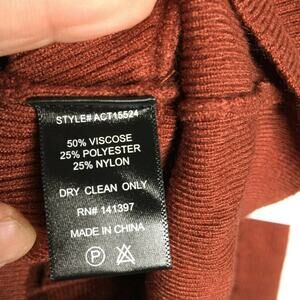 STYLE# ACT15524
50% VISCOSE
25% POLYESTER
25% NYLON
DRY CLEAN ONLY
RN# 141397
MADE IN CHINA
P